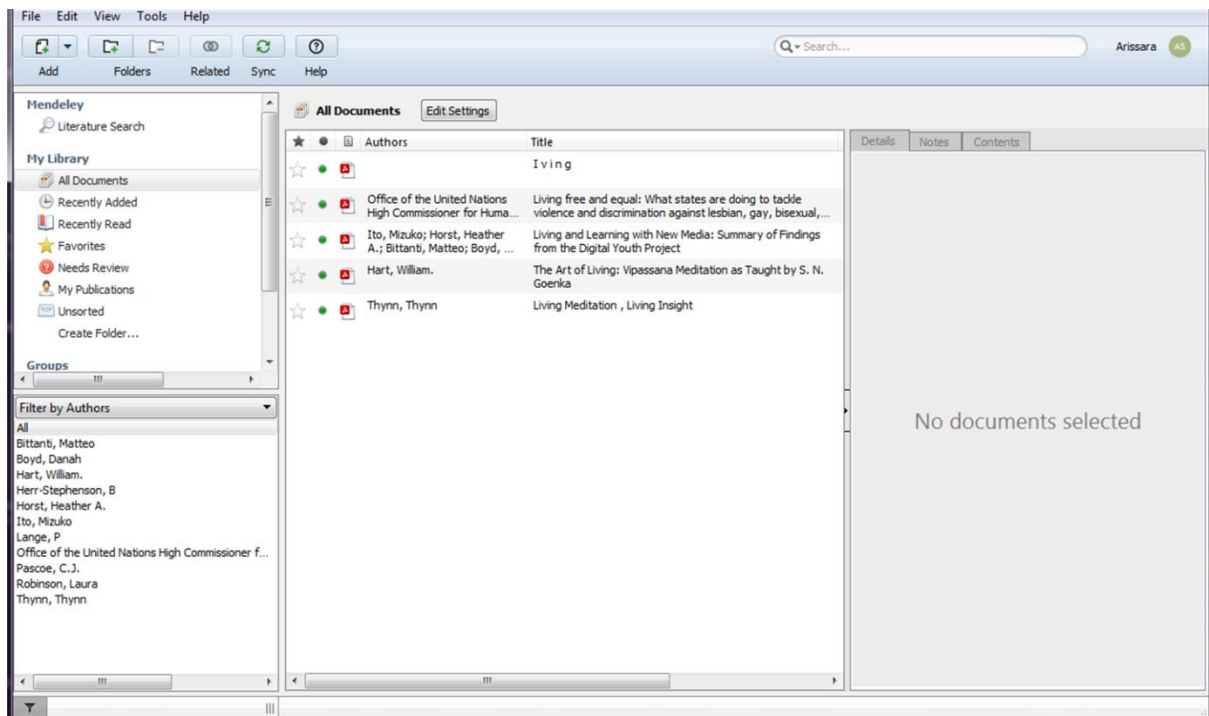 File Edit View Tools Help
Add Folders Related Sync Help
Search...
Arissara AS
Mendeley
Literature Search
My Library
All Documents
Recently Added
Recently Read
Favorites
Needs Review
My Publications
Unsorted
Create Folder...
Groups
Filter by Authors
All
Bittanti, Matteo
Boyd, Danah
Hart, William.
Herr-Stephenson, B
Horst, Heather A.
Ito, Mizuko
Lange, P
Office of the United Nations High Commissioner f...
Pascoe, C.J.
Robinson, Laura
Thynn, Thynn
All Documents Edit Settings
Authors Title
I v i n g
Office of the United Nations
High Commissioner for Huma...
Living free and equal: What states are doing to tackle
violence and discrimination against lesbian, gay, bisexual,...
Ito, Mizuko; Horst, Heather
A.; Bittanti, Matteo; Boyd, ...
Living and Learning with New Media: Summary of Findings
from the Digital Youth Project
Hart, William.
The Art of Living: Vipassana Meditation as Taught by S. N.
Goenka
Thynn, Thynn
Living Meditation , Living Insight
Details Notes Contents
No documents selected